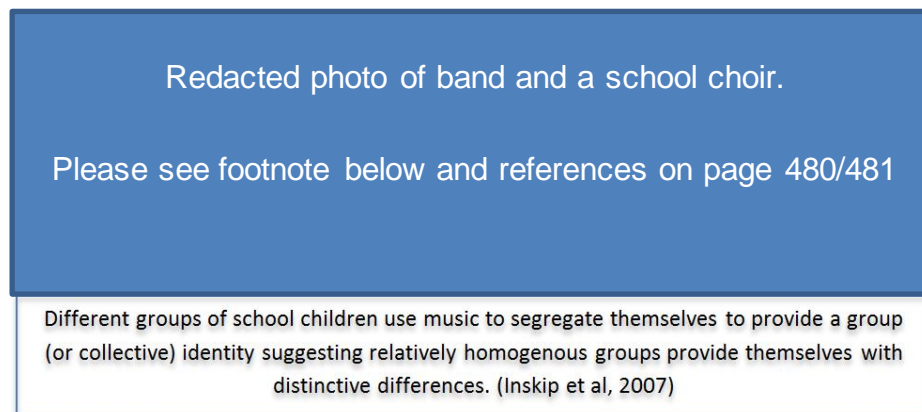 Redacted photo of band and a school choir.
Please see footnote below and references on page 480/481
Different groups of school children use music to segregate themselves to provide a group
(or collective) identity suggesting relatively homogenous groups provide themselves with
distinctive differences. (Inskip et al, 2007)